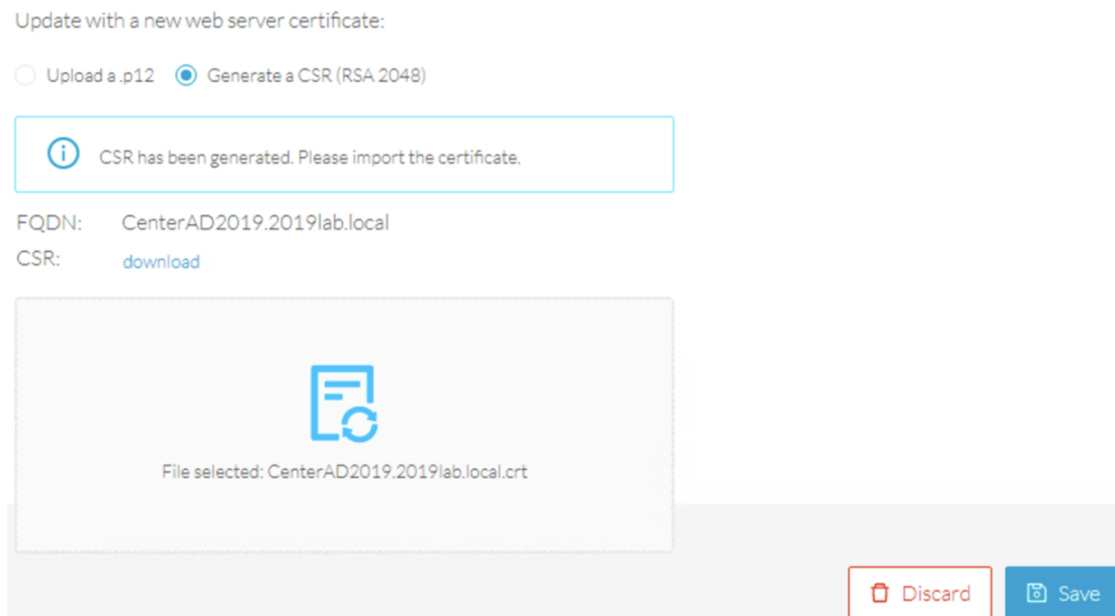 Update with a new web server certificate:
Upload a .p12 Generate a CSR (RSA 2048)
CSR has been generated. Please import the certificate.
FQDN: CenterAD2019.2019lab.local
CSR: download
File selected: CenterAD2019.2019lab.local.crt
Discard Save